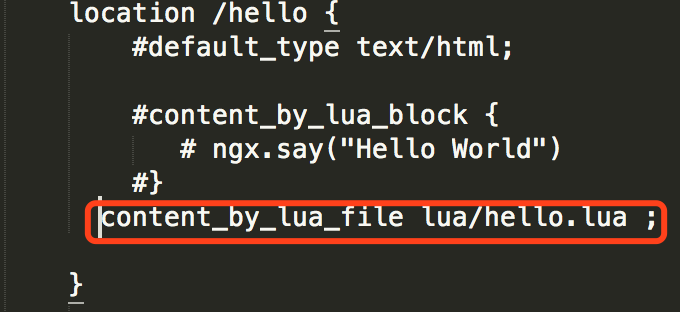 location /hello {
#default_type text/html;
#content_by_lua_block {
# ngx.say("Hello World")
#}
content_by_lua_file lua/hello.lua ;
}